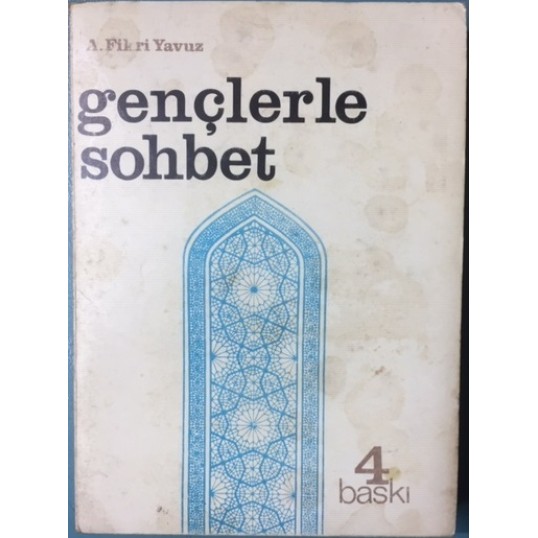 A. Fikri Yavuz
gençlerle
sohbet
4
baskı